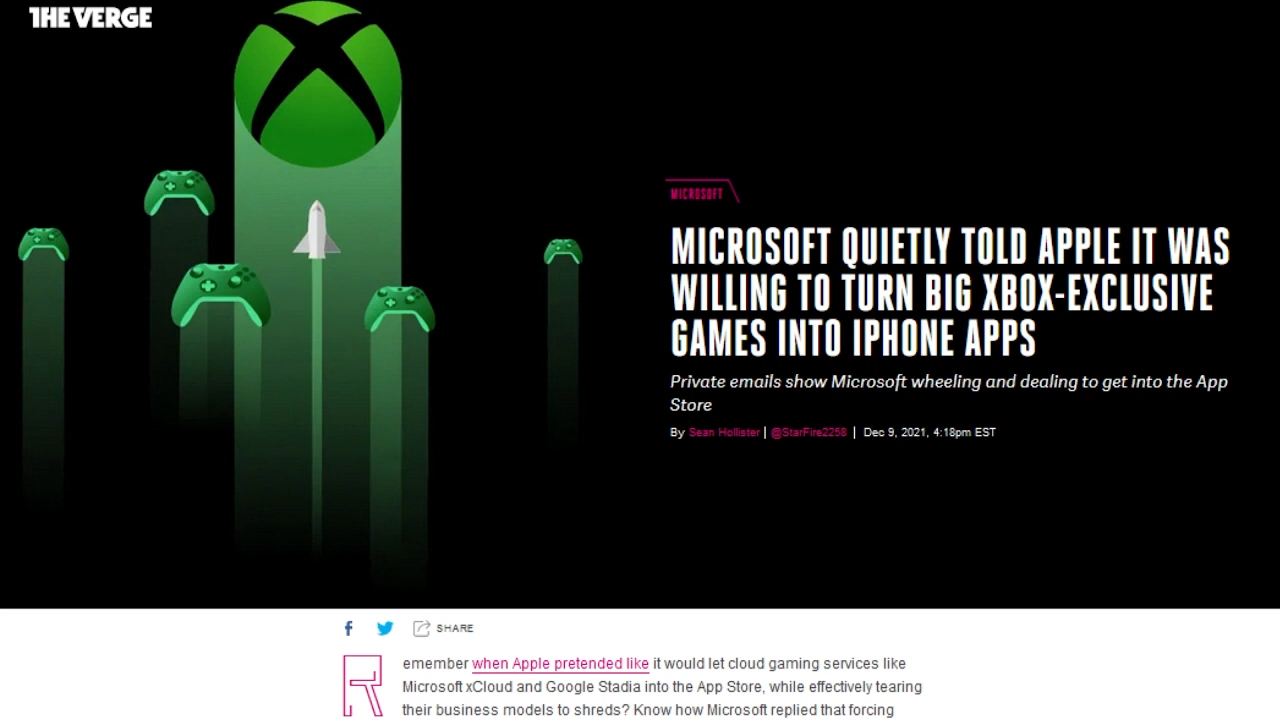 THE VERGE
MICROSOFT
MICROSOFT QUIETLY TOLD APPLE IT WAS
WILLING TO TURN BIG XBOX-EXCLUSIVE
GAMES INTO IPHONE APPS
Private emails show Microsoft wheeling and dealing to get into the App
Store
By Sean Hollister | @StarFire2258 | Dec 9, 2021, 4:18pm EST
SHARE
Remember when Apple pretended like it would let cloud gaming services like
Microsoft xCloud and Google Stadia into the App Store, while effectively tearing
their business models to shreds? Know how Microsoft replied that forcing